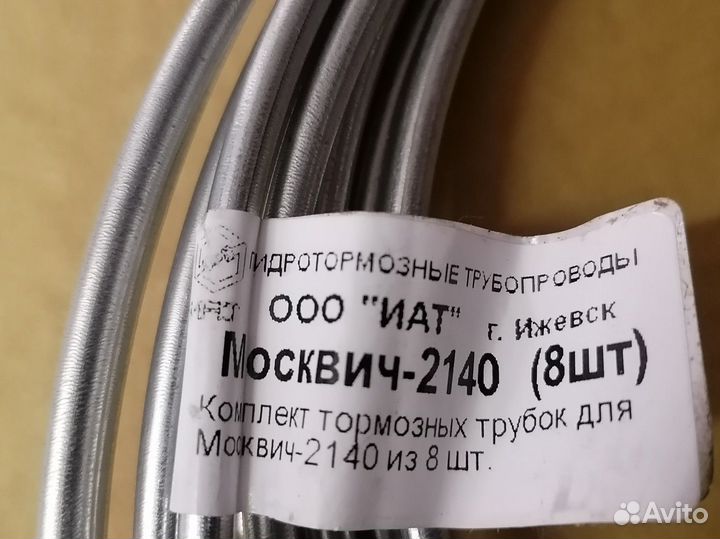 ГИДРОТОРМОЗНЫЕ ТРУБОПРОВОДЫ
ООО "ИАТ" г. Ижевск
Москвич-2140 (8шт)
Комплект тормозных трубок для
Москвич-2140 из 8 шт.
Avito